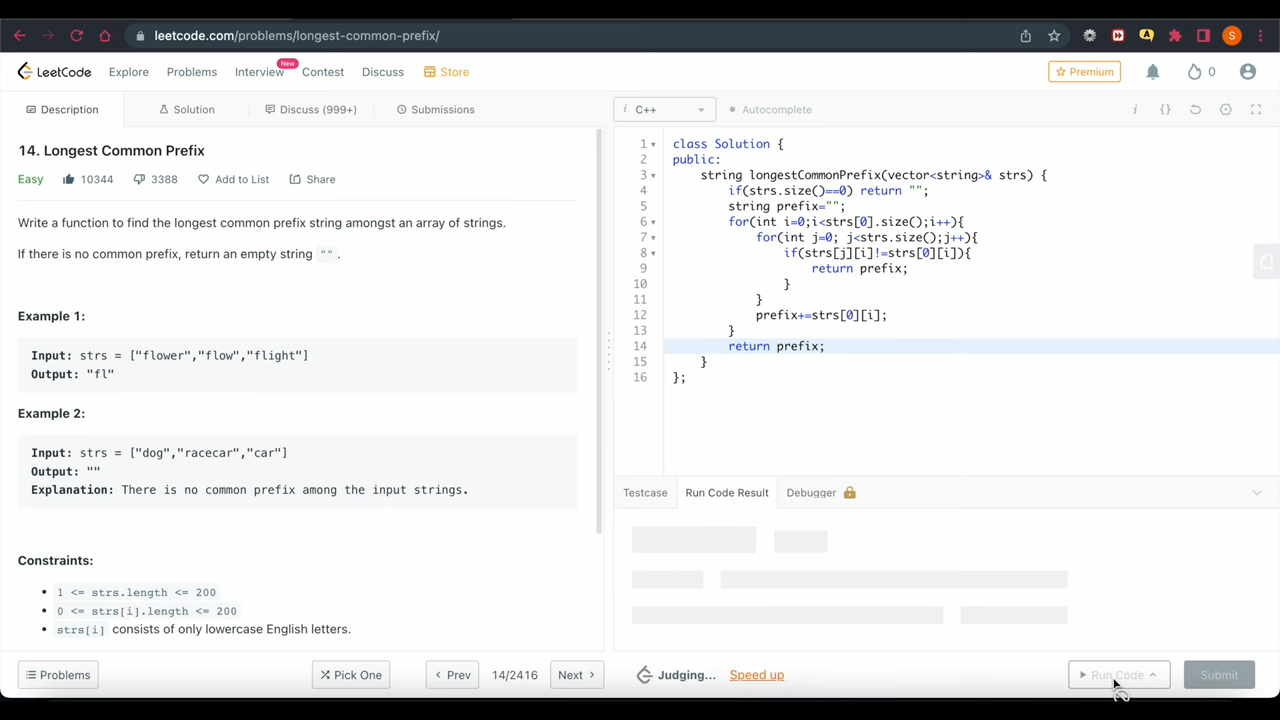 leetcode.com/problems/longest-common-prefix/
S
LeetCode Explore Problems Interview New Contest Discuss Store Premium 0
Description Solution Discuss (999+) Submissions
i C++ Autocomplete i {}
14. Longest Common Prefix
Easy 10344 3388 Add to List Share
Write a function to find the longest common prefix string amongst an array of strings.
If there is no common prefix, return an empty string "".
Example 1:
Input: strs = ["flower","flow","flight"]
Output: "fl"
Example 2:
Input: strs = ["dog","racecar","car"]
Output: ""
Explanation: There is no common prefix among the input strings.
Constraints:
1 <= strs.length <= 200
0 <= strs[i].length <= 200
strs[i] consists of only lowercase English letters.
1 class Solution {
2 public:
3 string longestCommonPrefix(vector<string>& strs) {
4 if(strs.size()==0) return "";
5 string prefix="";
6 for(int i=0;i<strs[0].size();i++){
7 for(int j=0; j<strs.size();j++){
8 if(strs[j][i]!=strs[0][i]){
9 return prefix;
10 }
11 }
12 prefix+=strs[0][i];
13 }
14 return prefix;
15 }
16 };
Testcase Run Code Result Debugger
Problems Pick One Prev 14/2416 Next Judging... Speed up Run Code Submit